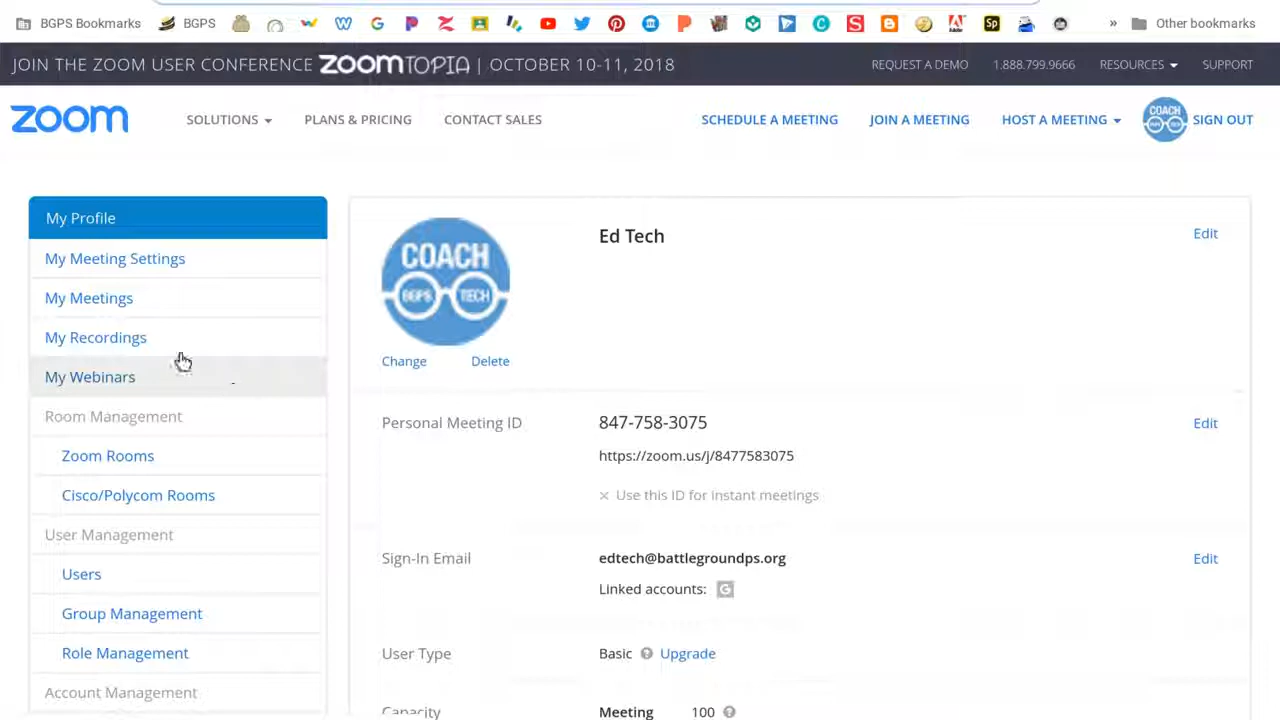 BGPS Bookmarks BGPS » Other bookmarks
JOIN THE ZOOM USER CONFERENCE ZOOMTOPIA | OCTOBER 10-11, 2018 REQUEST A DEMO 1.888.799.9666 RESOURCES SUPPORT
zoom SOLUTIONS PLANS & PRICING CONTACT SALES SCHEDULE A MEETING JOIN A MEETING HOST A MEETING COACH BGPS TECH SIGN OUT
My Profile
My Meeting Settings
My Meetings
My Recordings
My Webinars
Room Management
Zoom Rooms
Cisco/Polycom Rooms
User Management
Users
Group Management
Role Management
Account Management
COACH
BGPS TECH
Change Delete
Ed Tech Edit
Personal Meeting ID 847-758-3075 Edit
https://zoom.us/j/8477583075
× Use this ID for instant meetings
Sign-In Email edtech@battlegroundps.org Edit
Linked accounts: G
User Type Basic ? Upgrade
Capacity Meeting 100 ?